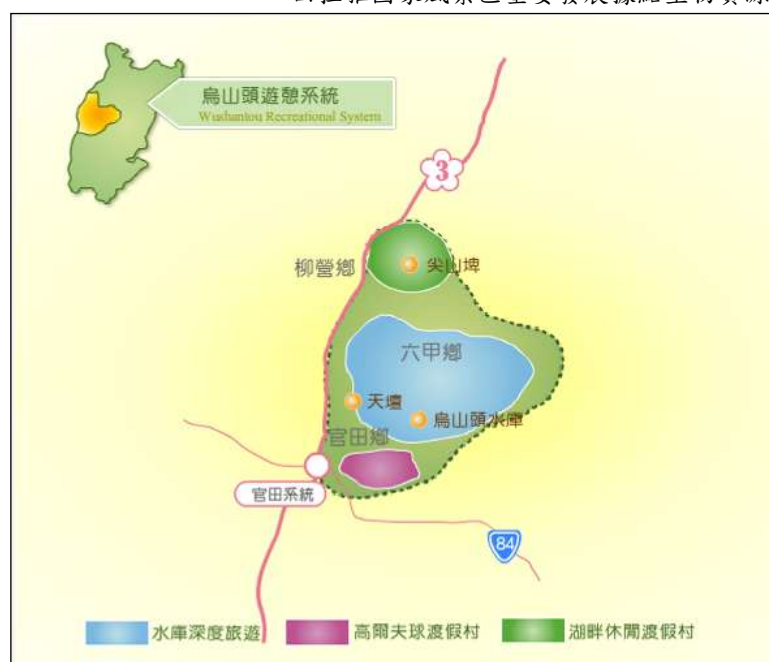 烏山頭遊憩系統
Wushantou Recreational System
3
柳營鄉
尖山埤
六甲鄉
天壇
烏山頭水庫
官田鄉
官田系統
84
水庫深度旅遊
高爾夫球渡假村
湖畔休閒渡假村